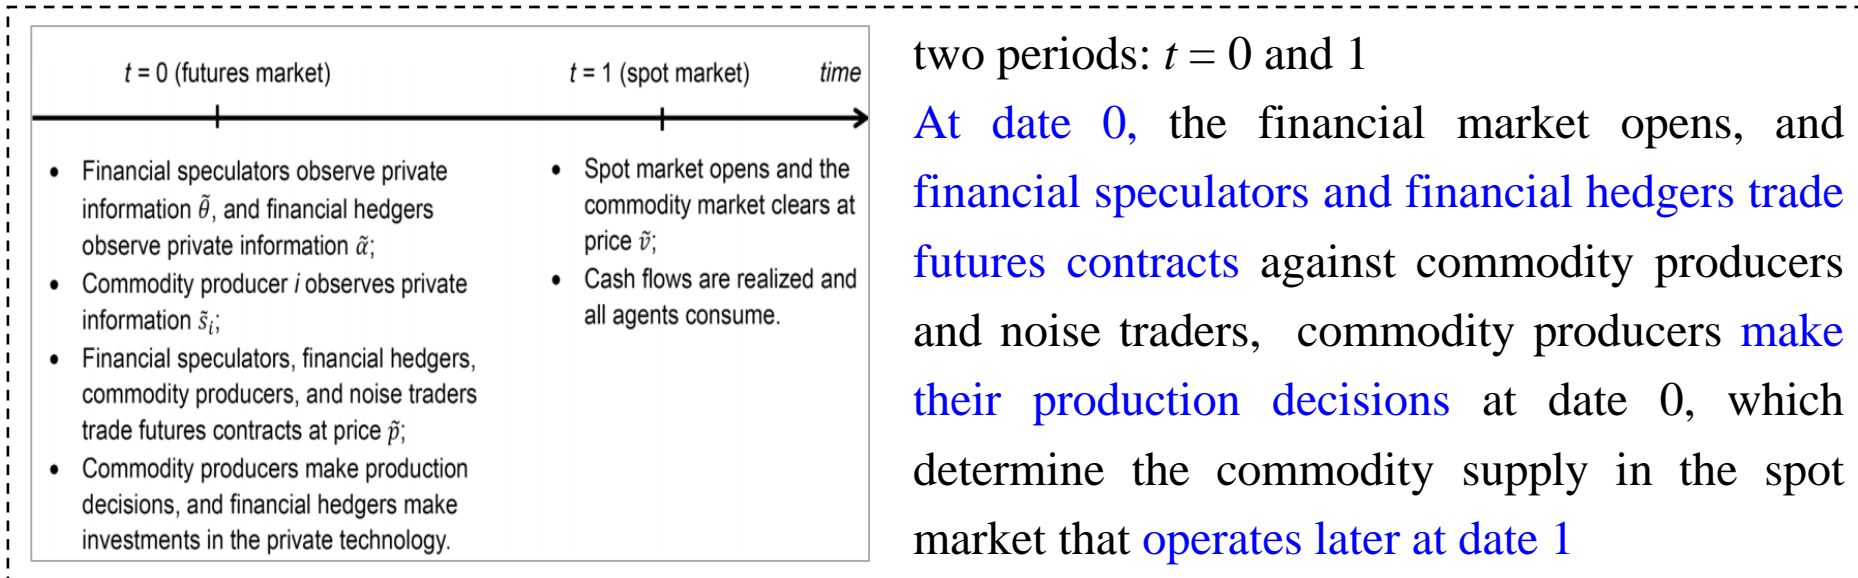 t = 0 (futures market) t = 1 (spot market) time
• Financial speculators observe private
information θ̃, and financial hedgers
observe private information α̃;
• Commodity producer i observes private
information s̃ᵢ;
• Financial speculators, financial hedgers,
commodity producers, and noise traders
trade futures contracts at price p̃;
• Commodity producers make production
decisions, and financial hedgers make
investments in the private technology.
• Spot market opens and the
commodity market clears at
price ṽ;
• Cash flows are realized and
all agents consume.
two periods: t = 0 and 1
At date 0, the financial market opens, and
financial speculators and financial hedgers trade
futures contracts against commodity producers
and noise traders, commodity producers make
their production decisions at date 0, which
determine the commodity supply in the spot
market that operates later at date 1